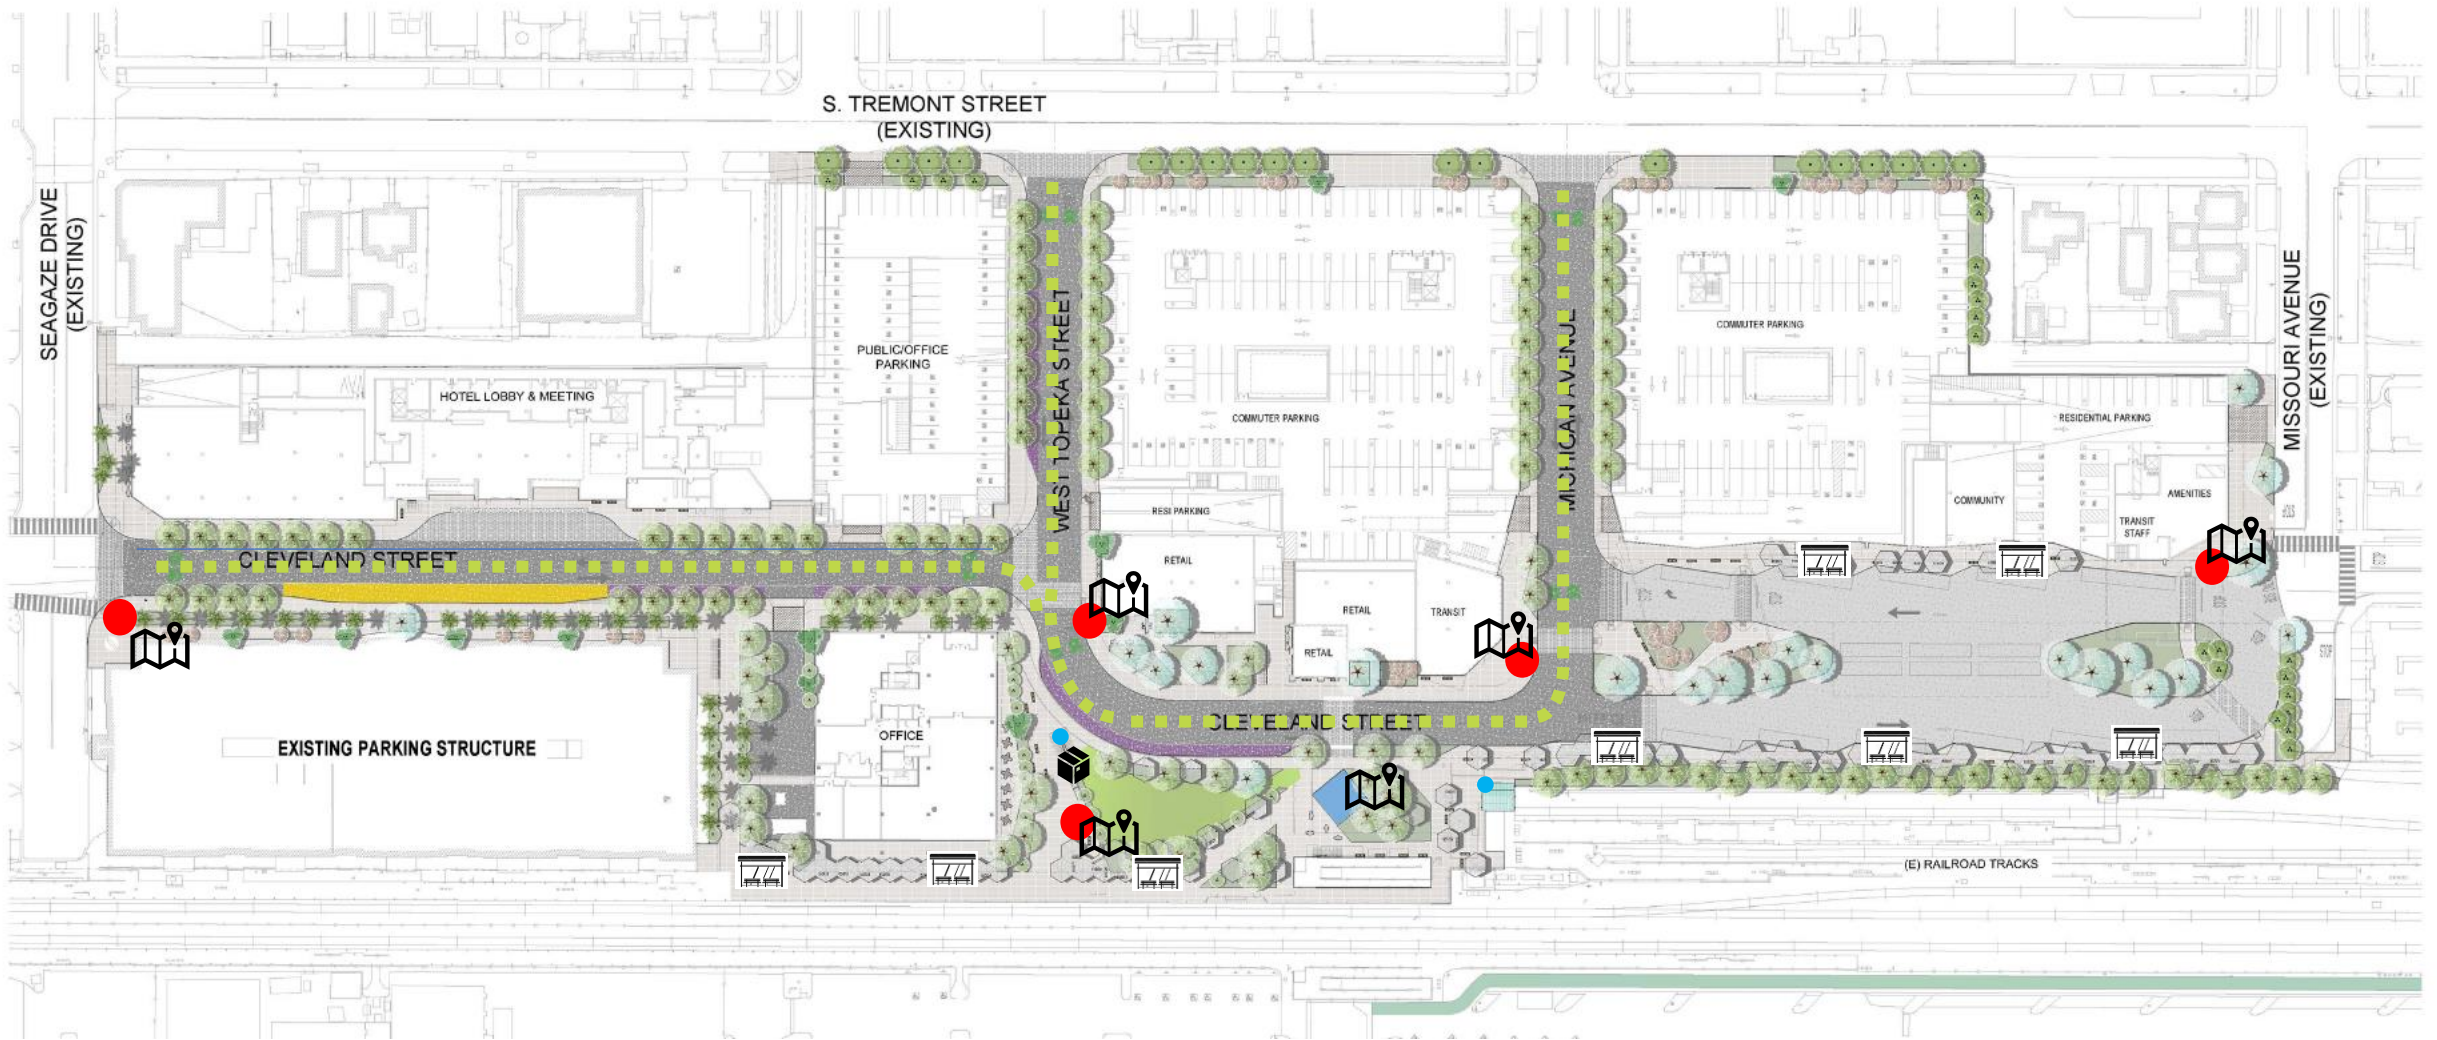 S. TREMONT STREET
(EXISTING)
SEAGAZE DRIVE
(EXISTING)
MISSOURI AVENUE
(EXISTING)
WEST TOPEKA STREET
MICHIGAN AVENUE
PUBLIC/OFFICE
PARKING
COMMUTER PARKING
COMMUTER PARKING
HOTEL LOBBY & MEETING
RESIDENTIAL PARKING
COMMUNITY
AMENITIES
TRANSIT
STAFF
RESI PARKING
RETAIL
CLEVELAND STREET
RETAIL
TRANSIT
RETAIL
STOP
CLEVELAND STREET
OFFICE
EXISTING PARKING STRUCTURE
(E) RAILROAD TRACKS